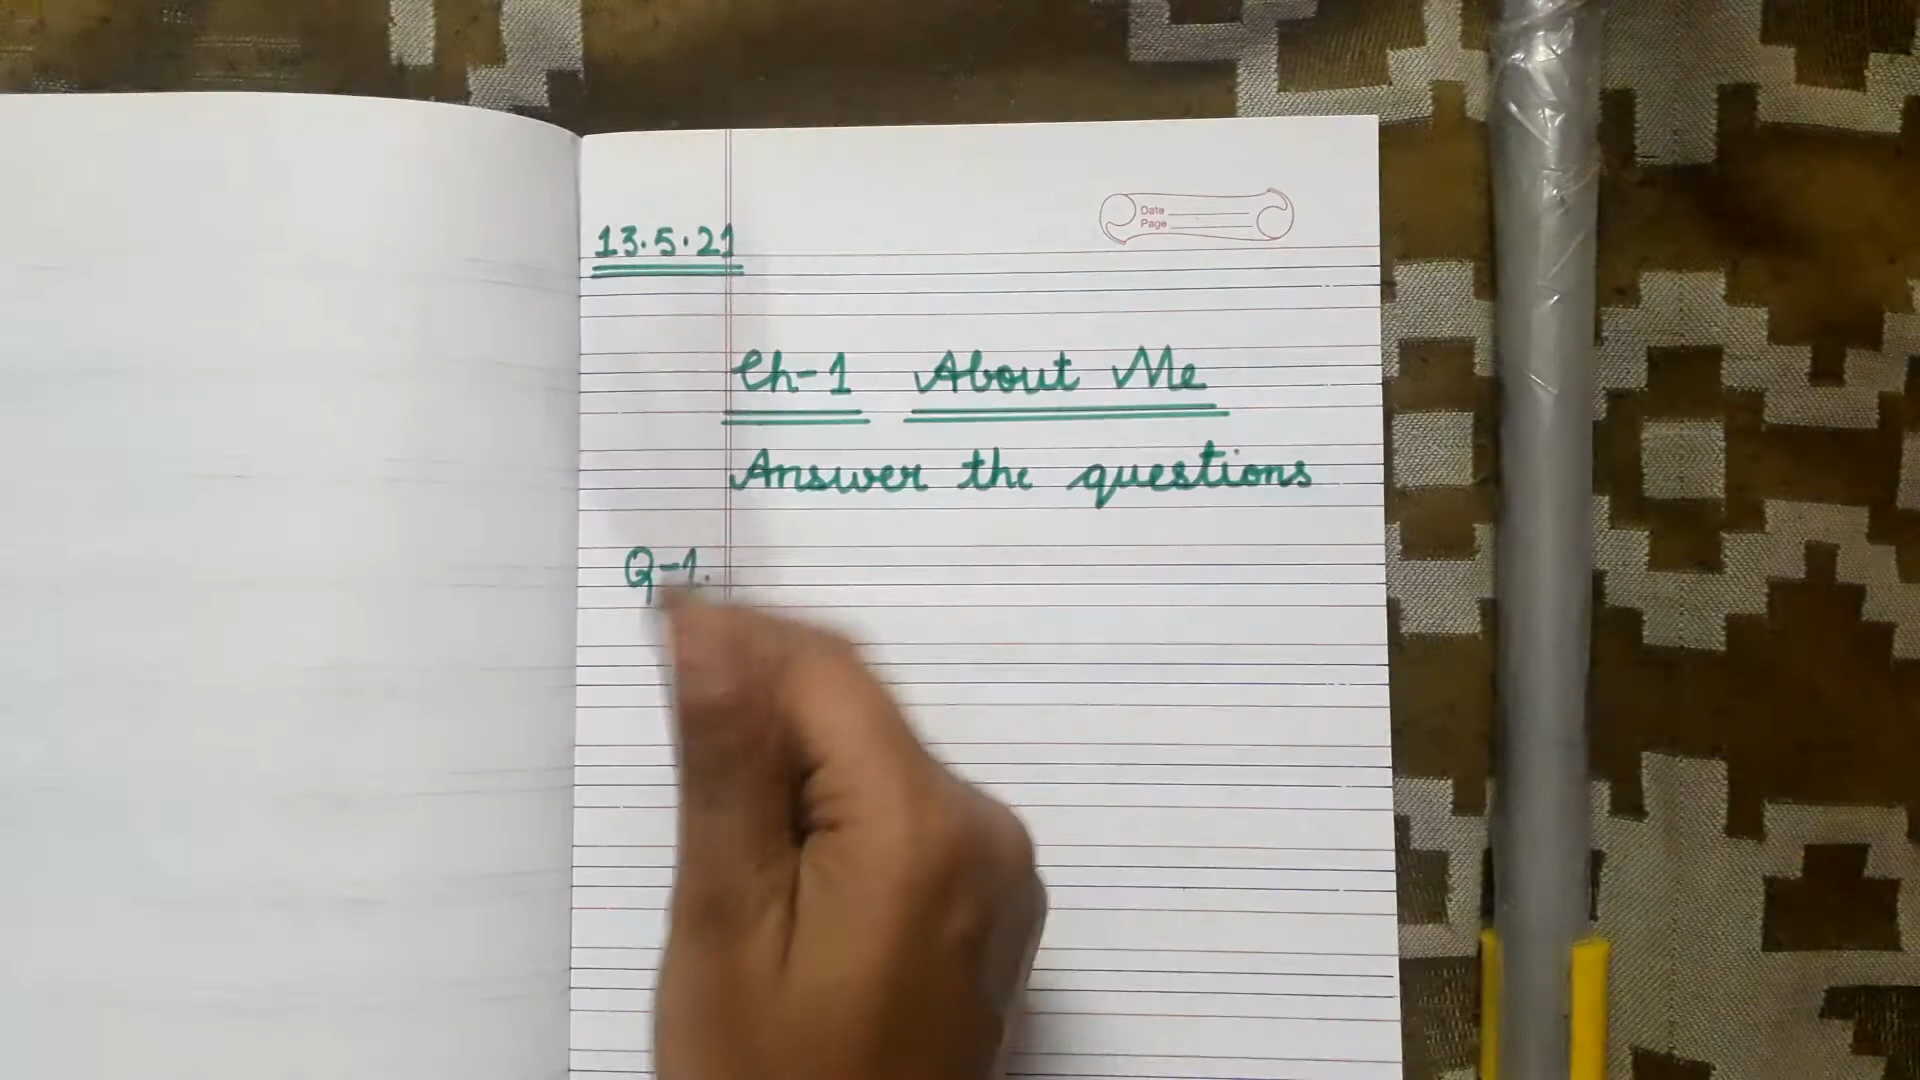 Date
Page
13.5.21
Ch-1 About Me
Answer the questions
Q-1.